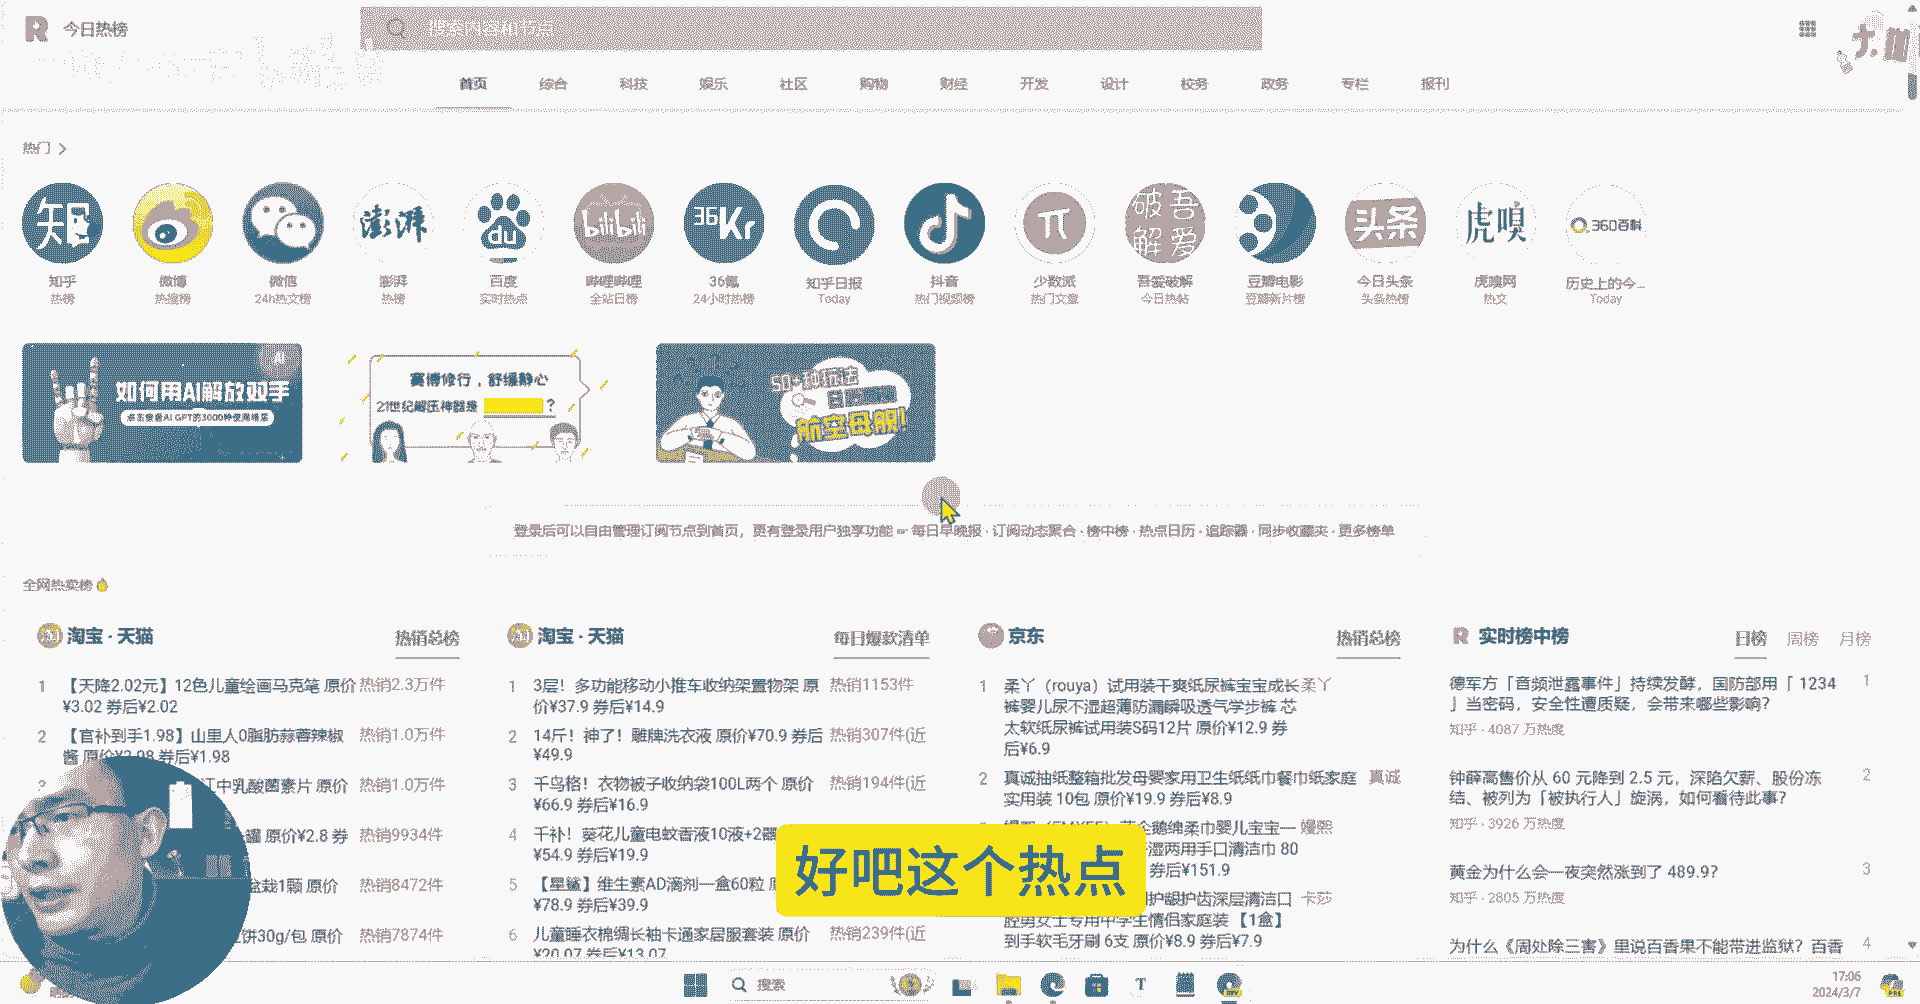 今日热榜
搜索内容和节点
首页 综合 科技 娱乐 社区 购物 财经 开发 设计 校务 政务 专栏 报刊
热门
知 澎湃 du bilibili 36Kr 吾爱破解 头条 虎嗅 360百科
知乎 微博 微信 澎湃 百度 哔哩哔哩 36氪 知乎日报 抖音 少数派 吾爱破解 豆瓣电影 今日头条 虎嗅网 历史上的今...
热榜 热搜榜 24h热文榜 热榜 实时热点 全站日榜 24小时热榜 Today 热门视频榜 热门文章 今日热帖 豆瓣新片榜 头条热榜 热文 Today
AI
如何用AI解放双手
点击查看AI GPT的3000种使用场景
赛博修行，舒缓静心
21世纪解压神器是 ?
50+种玩法
航空母舰!
登录后可以自由管理订阅节点到首页，更有登录用户独享功能 每日早晚报 · 订阅动态聚合 · 榜中榜 · 热点日历 · 追踪器 · 同步收藏夹 · 更多榜单
全网热卖榜
淘宝 · 天猫 热销总榜
1 【天降2.02元】12色儿童绘画马克笔 原价 热销2.3万件
¥3.02 券后¥2.02
2 【官补到手1.98】山里人0脂肪蒜蓉辣椒 热销1.0万件
酱 原价¥3.98 券后¥1.98
3 江中乳酸菌素片 原价 热销1.0万件
罐 原价¥2.8 券 热销9934件
盆栽1颗 原价 热销8472件
饼30g/包 原价 热销7874件
淘宝 · 天猫 每日爆款清单
1 3层！多功能移动小推车收纳架置物架 原 热销1153件
价¥37.9 券后¥14.9
2 14斤！神了！雕牌洗衣液 原价¥70.9 券后 热销307件(近
¥49.9
3 千鸟格！衣物被子收纳袋100L两个 原价 热销194件(近
¥66.9 券后¥16.9
4 千补！葵花儿童电蚊香液10液+2器
¥54.9 券后¥19.9
5 【星鲨】维生素AD滴剂一盒60粒
¥78.9 券后¥39.9
6 儿童睡衣棉绸长袖卡通家居服套装 原价 热销239件(近
¥20.07 券后¥13.07
京东 热销总榜
1 柔丫（rouya）试用装干爽纸尿裤宝宝成长 柔丫
裤婴儿尿不湿超薄防漏瞬吸透气学步裤 芯
太软纸尿裤试用装S码12片 原价¥12.9 券
后¥6.9
2 真诚抽纸整箱批发母婴家用卫生纸纸巾餐巾纸家庭 真诚
实用装 10包 原价¥19.9 券后¥8.9
企鹅绵柔巾婴儿宝宝一 嫚熙
湿两用手口清洁巾 80
券后¥151.9
护龈护齿深层清洁口 卡莎
腔男女士专用中学生情侣家庭装 【1盒】
到手软毛牙刷 6支 原价¥8.9 券后¥7.9
实时榜中榜 日榜 周榜 月榜
德军方「音频泄露事件」持续发酵，国防部用「 1234 1
」当密码，安全性遭质疑，会带来哪些影响？
知乎 · 4087 万热度
钟薛高售价从 60 元降到 2.5 元，深陷欠薪、股份冻 2
结、被列为「被执行人」旋涡，如何看待此事？
知乎 · 3926 万热度
黄金为什么会一夜突然涨到了 489.9? 3
知乎 · 2805 万热度
为什么《周处除三害》里说百香果不能带进监狱？百香 4
好吧这个热点
搜索
17:06
2024/3/7